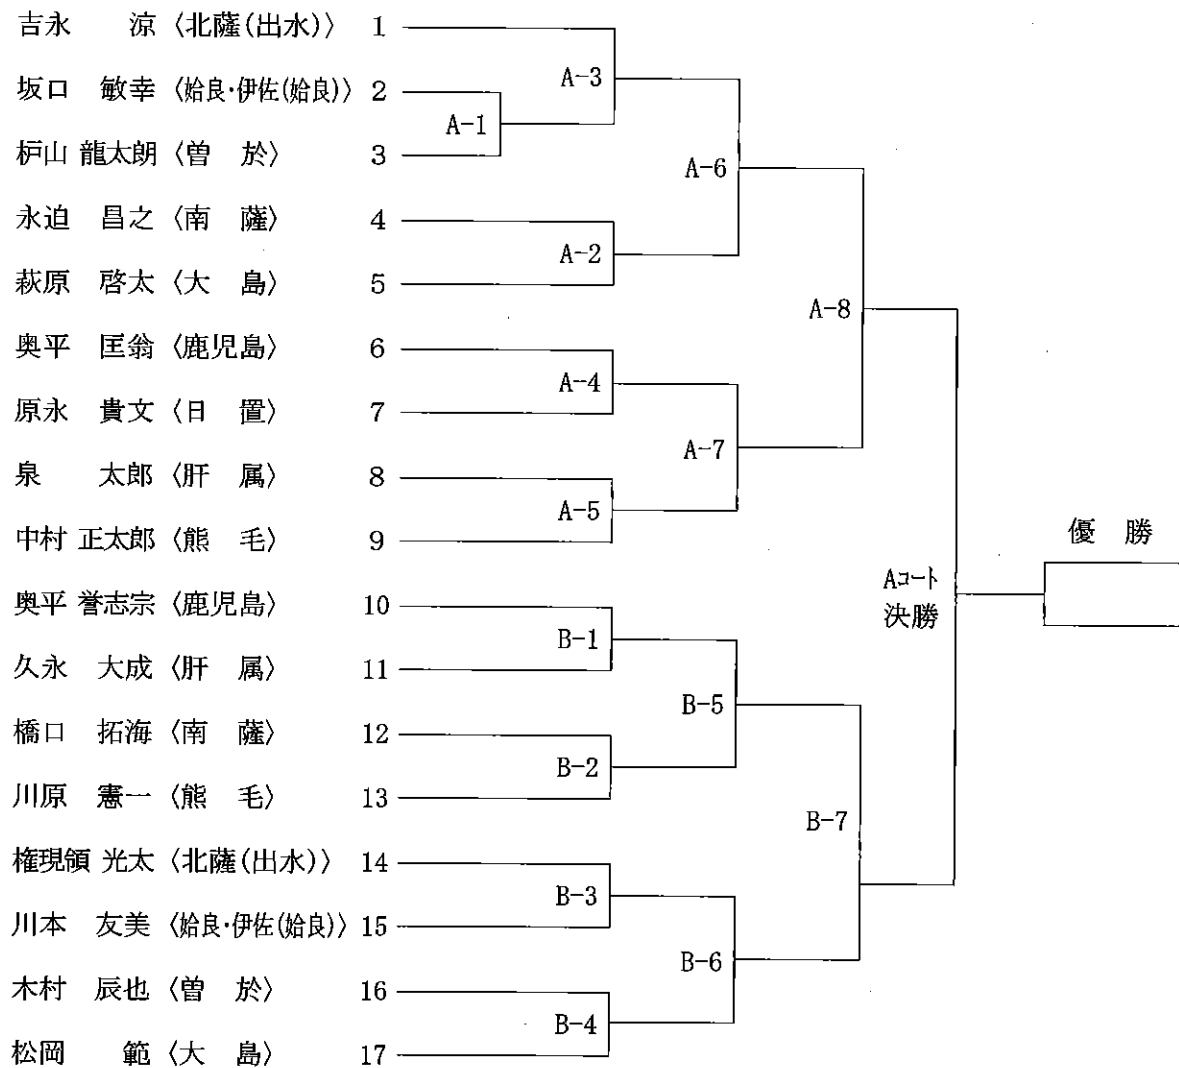 吉永 涼 〈北薩(出水)〉 1
A-3
坂口 敏幸 〈姶良・伊佐(姶良)〉 2
A-1
枦山 龍太朗 〈曽 於〉 3
A-6
永迫 昌之 〈南 薩〉 4
A-2
萩原 啓太 〈大 島〉 5
A-8
奥平 匡翁 〈鹿児島〉 6
A-4
原永 貴文 〈日 置〉 7
A-7
泉 太郎 〈肝 属〉 8
A-5
中村 正太郎 〈熊 毛〉 9
優 勝
Aコート
決勝
奥平 誉志宗 〈鹿児島〉 10
B-1
久永 大成 〈肝 属〉 11
B-5
橋口 拓海 〈南 薩〉 12
B-2
川原 憲一 〈熊 毛〉 13
B-7
権現領 光太 〈北薩(出水)〉 14
B-3
川本 友美 〈姶良・伊佐(姶良)〉 15
B-6
木村 辰也 〈曽 於〉 16
B-4
松岡 範 〈大 島〉 17